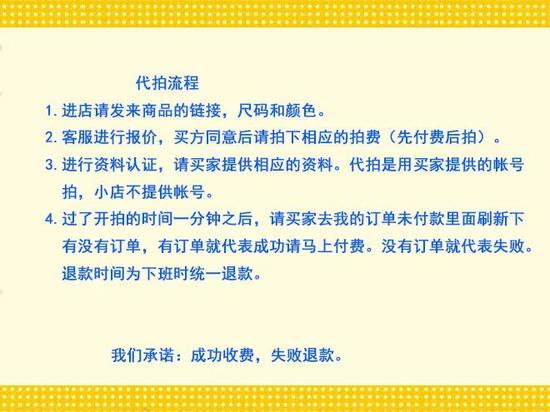 代拍流程
1. 进店请发来商品的链接，尺码和颜色。
2. 客服进行报价，买方同意后请拍下相应的拍费（先付费后拍）。
3. 进行资料认证，请买家提供相应的资料。代拍是用买家提供的帐号
拍，小店不提供帐号。
4. 过了开拍的时间一分钟之后，请买家去我的订单未付款里面刷新下
有没有订单，有订单就代表成功请马上付费。没有订单就代表失败。
退款时间为下班时统一退款。
我们承诺：成功收费，失败退款。